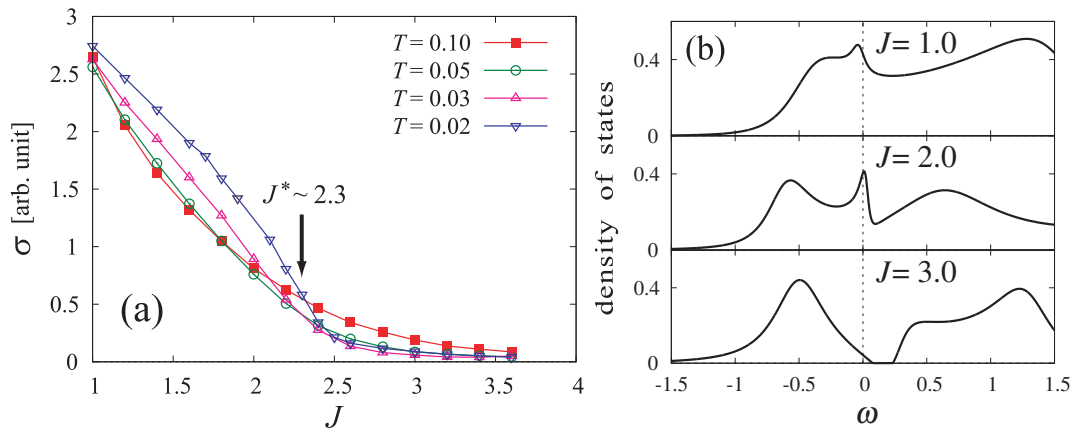 3
2.5
2
1.5
1
0.5
0
σ [arb. unit]
T = 0.10
T = 0.05
T = 0.03
T = 0.02
J* ~ 2.3
(a)
1 1.5 2 2.5 3 3.5 4
J
density of states
(b)
J= 1.0
0.4
0
J= 2.0
0.4
0
J= 3.0
0.4
0
-1.5 -1 -0.5 0 0.5 1 1.5
ω